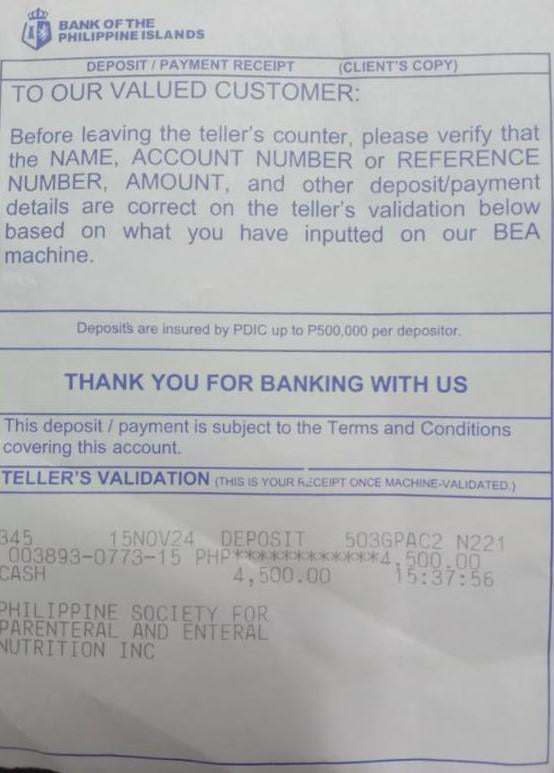 BANK OF THE
PHILIPPINE ISLANDS
DEPOSIT / PAYMENT RECEIPT (CLIENT'S COPY)
TO OUR VALUED CUSTOMER:
Before leaving the teller's counter, please verify that
the NAME, ACCOUNT NUMBER or REFERENCE
NUMBER, AMOUNT, and other deposit/payment
details are correct on the teller's validation below
based on what you have inputted on our BEA
machine.
Deposits are insured by PDIC up to P500,000 per depositor.
THANK YOU FOR BANKING WITH US
This deposit / payment is subject to the Terms and Conditions
covering this account.
TELLER'S VALIDATION (THIS IS YOUR RECEIPT ONCE MACHINE-VALIDATED.)
345 15NOV24 DEPOSIT 503GPAC2 N221
003893-0773-15 PHP************4,500.00
CASH 4,500.00 15:37:56
PHILIPPINE SOCIETY FOR
PARENTERAL AND ENTERAL
NUTRITION INC